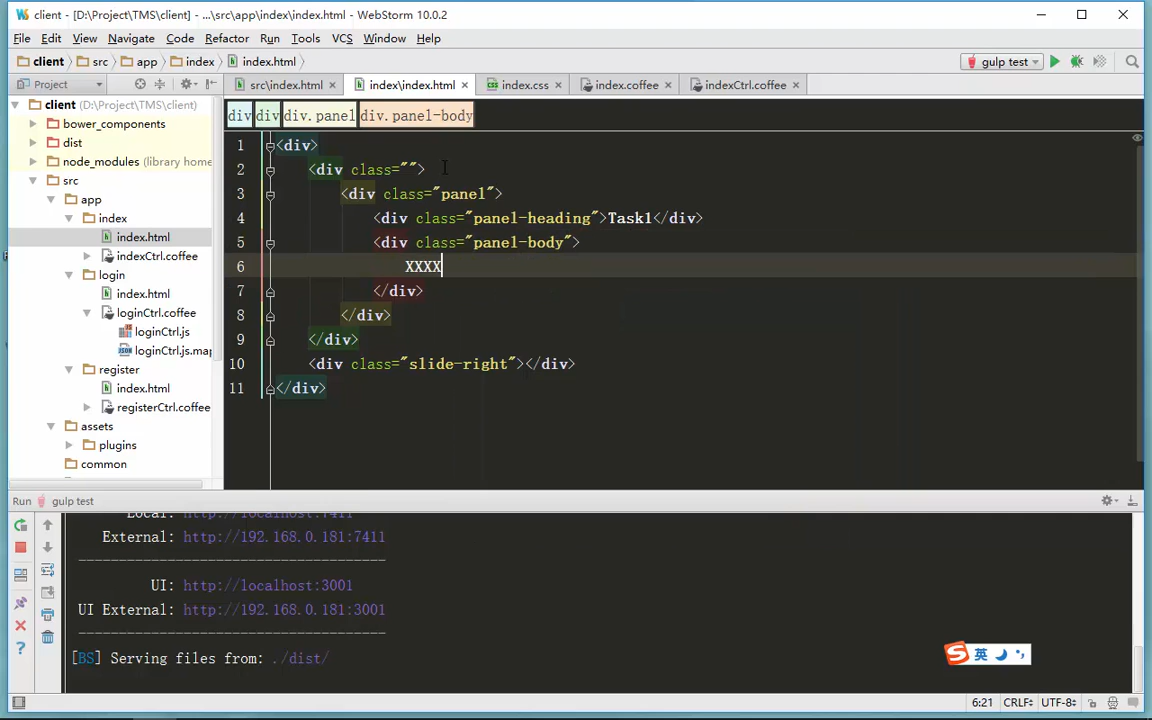 client - [D:\Project\TMS\client] - ...\src\app\index\index.html - WebStorm 10.0.2
File Edit View Navigate Code Refactor Run Tools VCS Window Help
client src app index index.html gulp test
Project src\index.html index\index.html index.css index.coffee indexCtrl.coffee
client (D:\Project\TMS\client)
bower_components
dist
node_modules (library home
src
app
index
index.html
indexCtrl.coffee
login
index.html
loginCtrl.coffee
loginCtrl.js
loginCtrl.js.map
register
index.html
registerCtrl.coffee
assets
plugins
common
div div div.panel div.panel-body
1 <div>
2 <div class="">
3 <div class="panel">
4 <div class="panel-heading">Task1</div>
5 <div class="panel-body">
6 XXXX
7 </div>
8 </div>
9 </div>
10 <div class="slide-right"></div>
11 </div>
Run gulp test
Local: http://localhost:7411
External: http://192.168.0.181:7411
-------------------------------------
UI: http://localhost:3001
UI External: http://192.168.0.181:3001
-------------------------------------
[BS] Serving files from: ./dist/
英
6:21 CRLF UTF-8